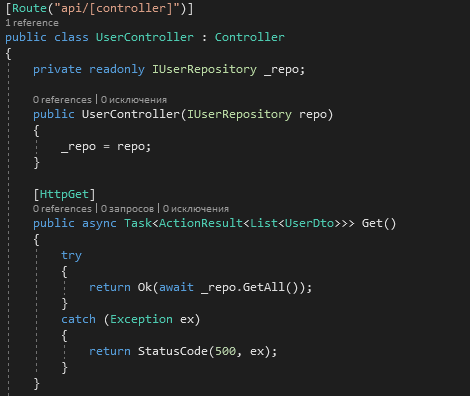 [Route("api/[controller]")]
1 reference
public class UserController : Controller
{
private readonly IUserRepository _repo;
0 references | 0 исключения
public UserController(IUserRepository repo)
{
_repo = repo;
}
[HttpGet]
0 references | 0 запросов | 0 исключения
public async Task<ActionResult<List<UserDto>>> Get()
{
try
{
return Ok(await _repo.GetAll());
}
catch (Exception ex)
{
return StatusCode(500, ex);
}
}